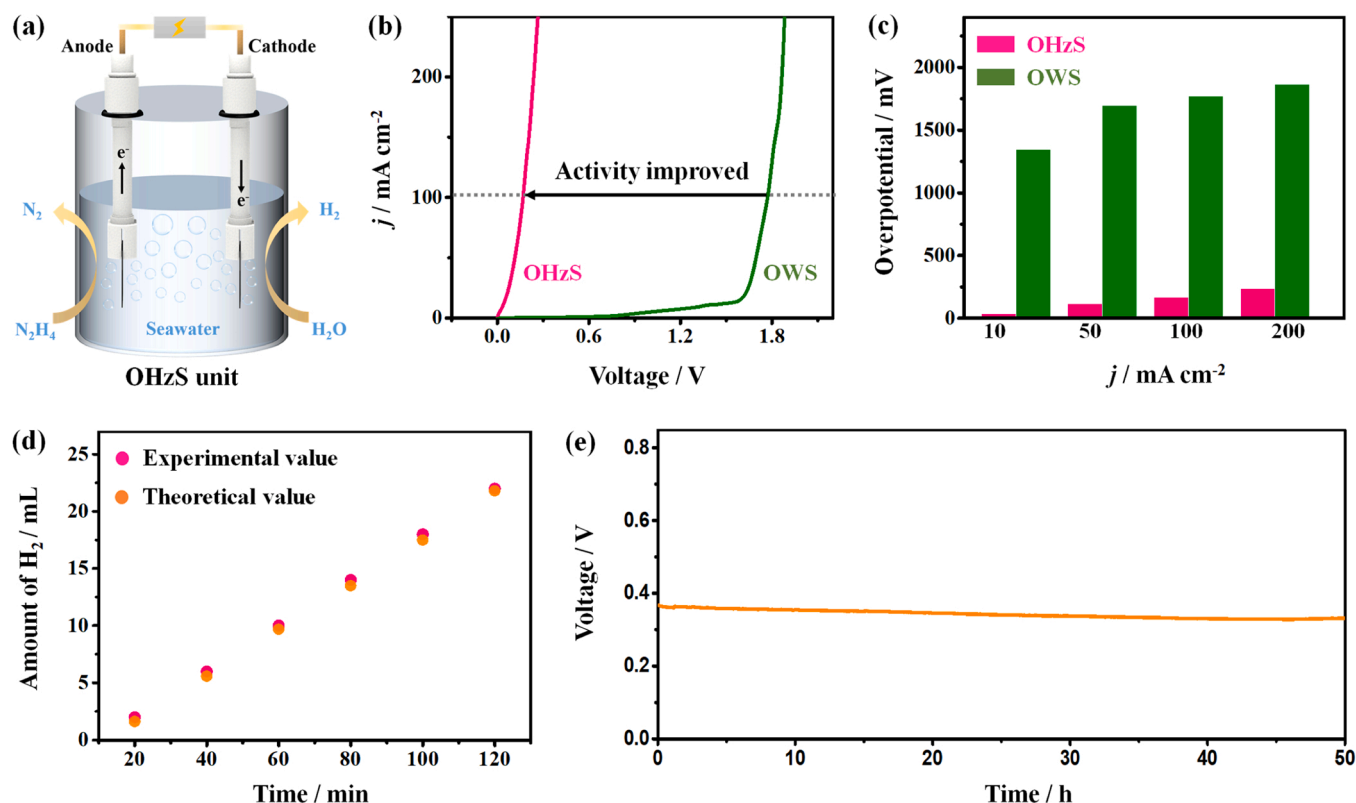 (a)
Anode
Cathode
e-
e-
N2
H2
N2H4
Seawater
H2O
OHzS unit
(b)
j / mA cm-2
200
100
0
Activity improved
OHzS
OWS
0.0 0.6 1.2 1.8
Voltage / V
(c)
OHzS
OWS
Overpotential / mV
2000
1500
1000
500
0
10 50 100 200
j / mA cm-2
(d)
Experimental value
Theoretical value
Amount of H2 / mL
25
20
15
10
5
0
20 40 60 80 100 120
Time / min
(e)
Voltage / V
0.8
0.6
0.4
0.2
0.0
0 10 20 30 40 50
Time / h